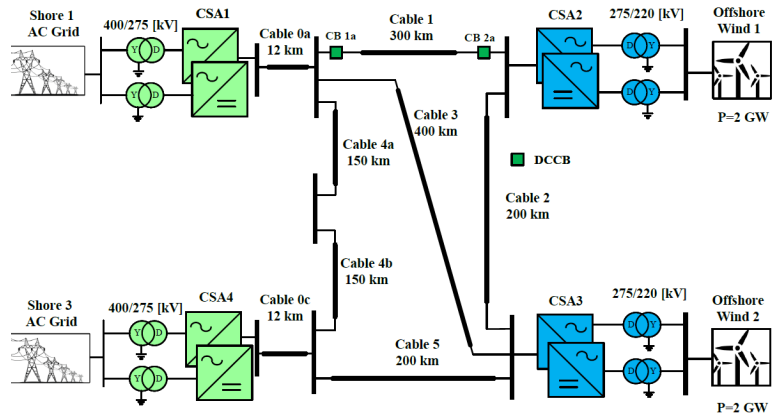 Shore 1
AC Grid
400/275 [kV]
CSA1
Cable 0a
12 km
CB 1a
Cable 1
300 km
CB 2a
CSA2
275/220 [kV]
Offshore
Wind 1
Y D
Y D
D Y
D Y
P=2 GW
Cable 3
400 km
Cable 4a
150 km
DCCB
Cable 2
200 km
Cable 4b
150 km
Shore 3
AC Grid
400/275 [kV]
CSA4
Cable 0c
12 km
CSA3
275/220 [kV]
Offshore
Wind 2
Y D
Y D
D Y
D Y
Cable 5
200 km
P=2 GW